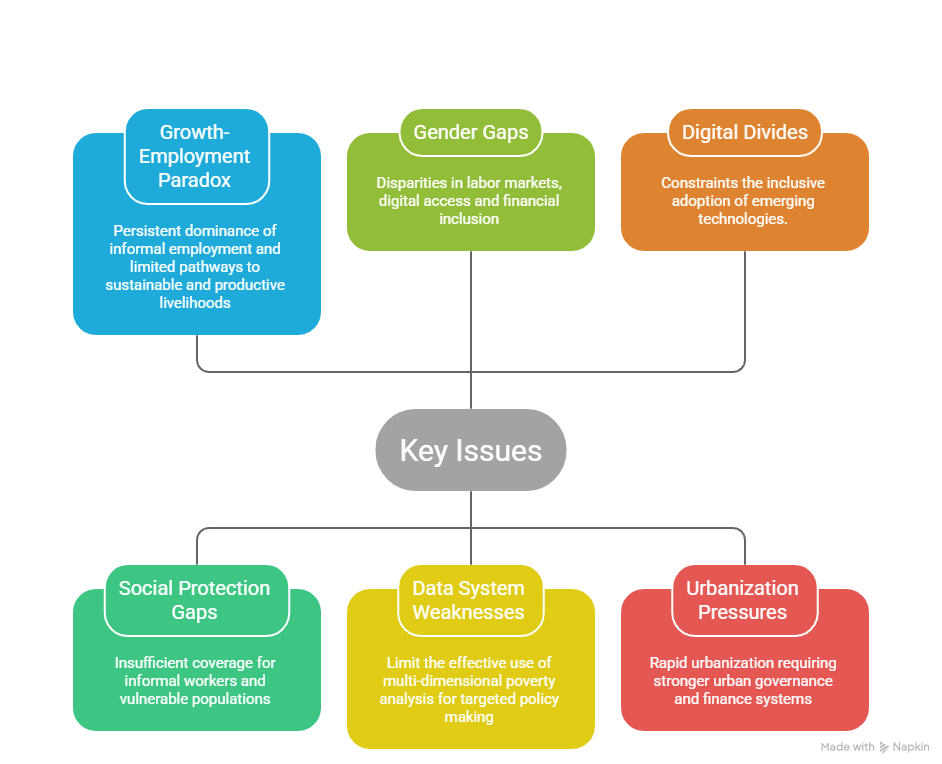 Growth-
Employment
Paradox
Persistent dominance of
informal employment and
limited pathways to
sustainable and productive
livelihoods
Gender Gaps
Disparities in labor markets,
digital access and financial
inclusion
Digital Divides
Constraints the inclusive
adoption of emerging
technologies.
Key Issues
Social Protection
Gaps
Insufficient coverage for
informal workers and
vulnerable populations
Data System
Weaknesses
Limit the effective use of
multi-dimensional poverty
analysis for targeted policy
making
Urbanization
Pressures
Rapid urbanization requiring
stronger urban governance
and finance systems
Made with Napkin